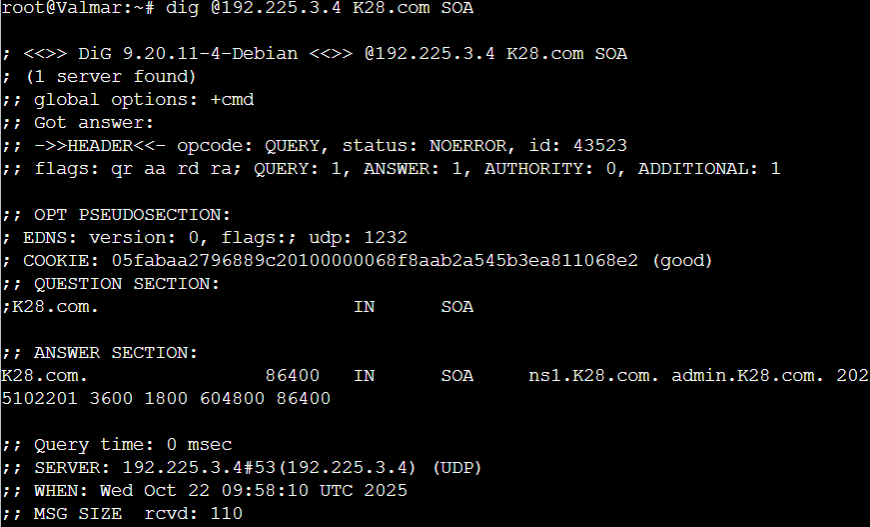 root@Valmar:~# dig @192.225.3.4 K28.com SOA
; <<>> DiG 9.20.11-4-Debian <<>> @192.225.3.4 K28.com SOA
; (1 server found)
;; global options: +cmd
;; Got answer:
;; ->>HEADER<<- opcode: QUERY, status: NOERROR, id: 43523
;; flags: qr aa rd ra; QUERY: 1, ANSWER: 1, AUTHORITY: 0, ADDITIONAL: 1
;; OPT PSEUDOSECTION:
; EDNS: version: 0, flags:; udp: 1232
; COOKIE: 05fabaa2796889c20100000068f8aab2a545b3ea811068e2 (good)
;; QUESTION SECTION:
;K28.com. IN SOA
;; ANSWER SECTION:
K28.com. 86400 IN SOA ns1.K28.com. admin.K28.com. 202
5102201 3600 1800 604800 86400
;; Query time: 0 msec
;; SERVER: 192.225.3.4#53(192.225.3.4) (UDP)
;; WHEN: Wed Oct 22 09:58:10 UTC 2025
;; MSG SIZE rcvd: 110